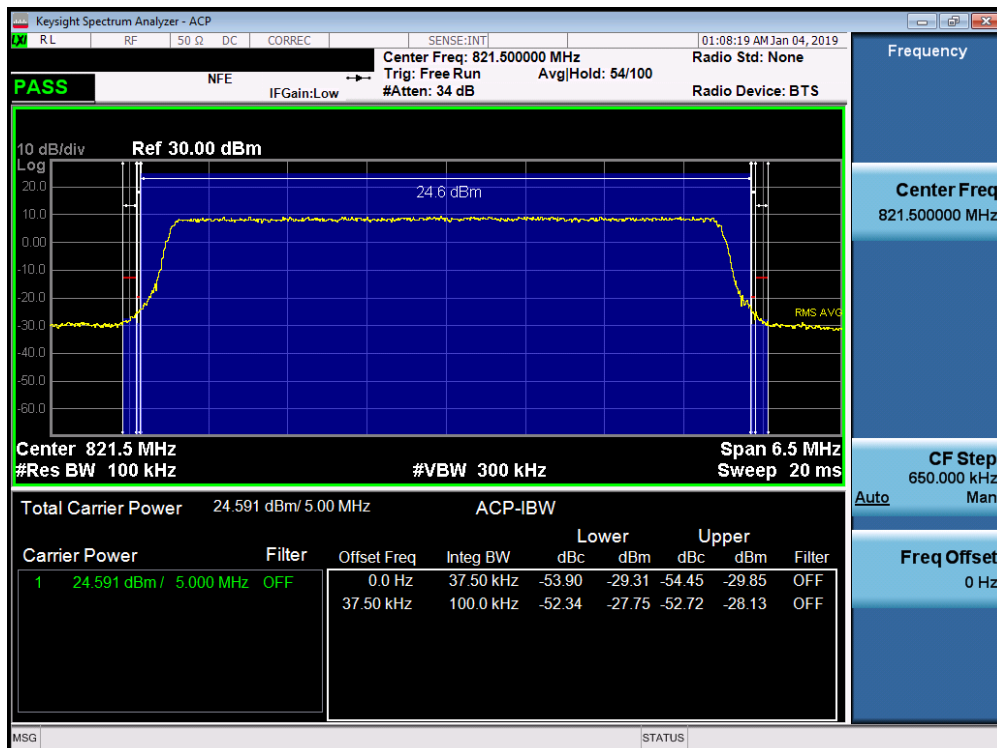 Keysight Spectrum Analyzer - ACP
LXI RL RF 50 Ω DC CORREC SENSE:INT 01:08:19 AM Jan 04, 2019
Center Freq: 821.500000 MHz Radio Std: None
NFE Trig: Free Run Avg|Hold: 54/100
PASS IFGain:Low #Atten: 34 dB Radio Device: BTS
10 dB/div Ref 30.00 dBm
Log
20.0
10.0
0.00
-10.0
-20.0
-30.0
-40.0
-50.0
-60.0
24.6 dBm
RMS AVG
Center 821.5 MHz Span 6.5 MHz
#Res BW 100 kHz #VBW 300 kHz Sweep 20 ms
Total Carrier Power 24.591 dBm/ 5.00 MHz ACP-IBW
Lower Upper
Carrier Power Filter Offset Freq Integ BW dBc dBm dBc dBm Filter
1 24.591 dBm / 5.000 MHz OFF 0.0 Hz 37.50 kHz -53.90 -29.31 -54.45 -29.85 OFF
37.50 kHz 100.0 kHz -52.34 -27.75 -52.72 -28.13 OFF
MSG STATUS
Frequency
Center Freq
821.500000 MHz
CF Step
650.000 kHz
Auto Man
Freq Offset
0 Hz